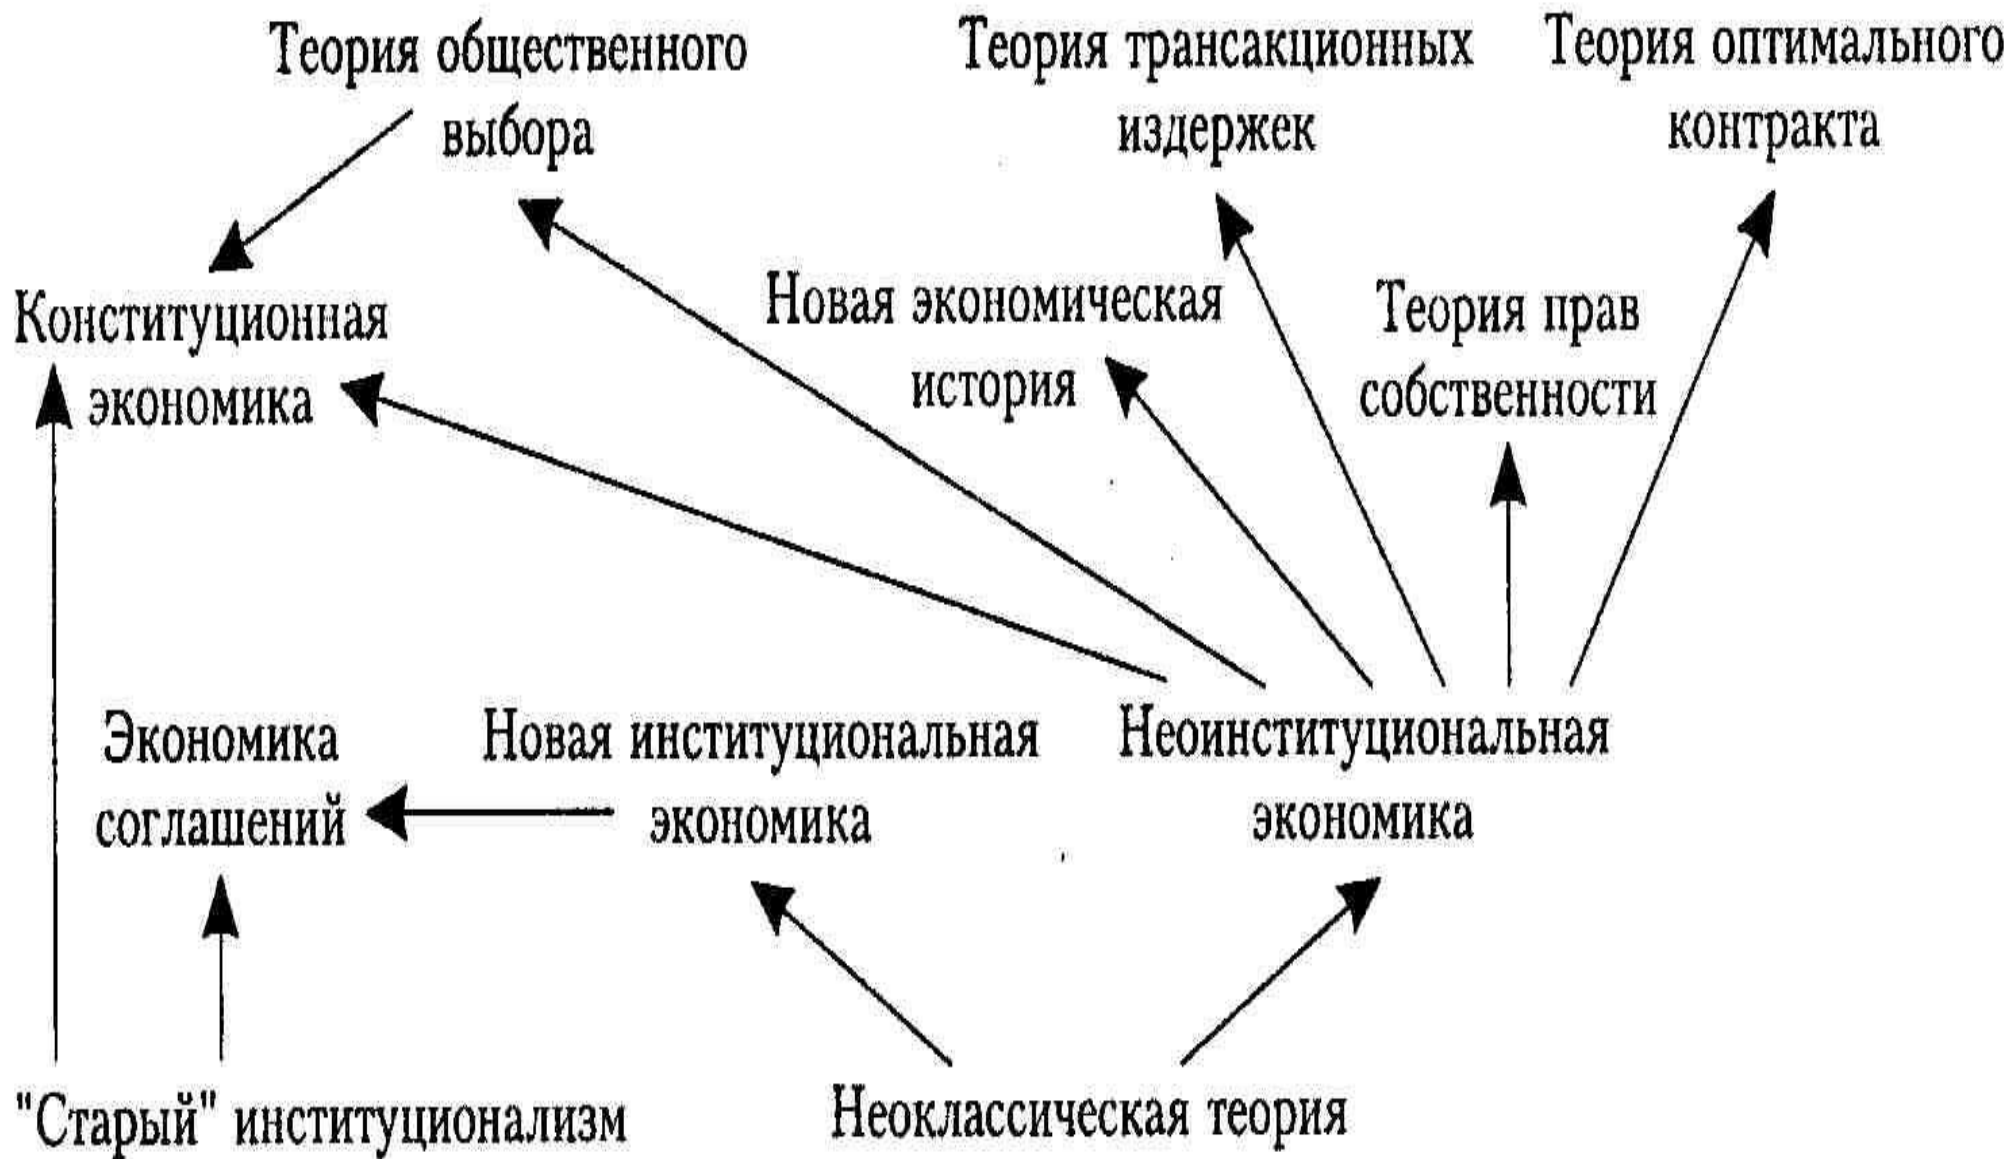 Теория общественного
выбора
Теория трансакционных
издержек
Теория оптимального
контракта
Конституционная
экономика
Новая экономическая
история
Теория прав
собственности
Экономика
соглашений
Новая институциональная
экономика
Неоинституциональная
экономика
"Старый" институционализм
Неоклассическая теория